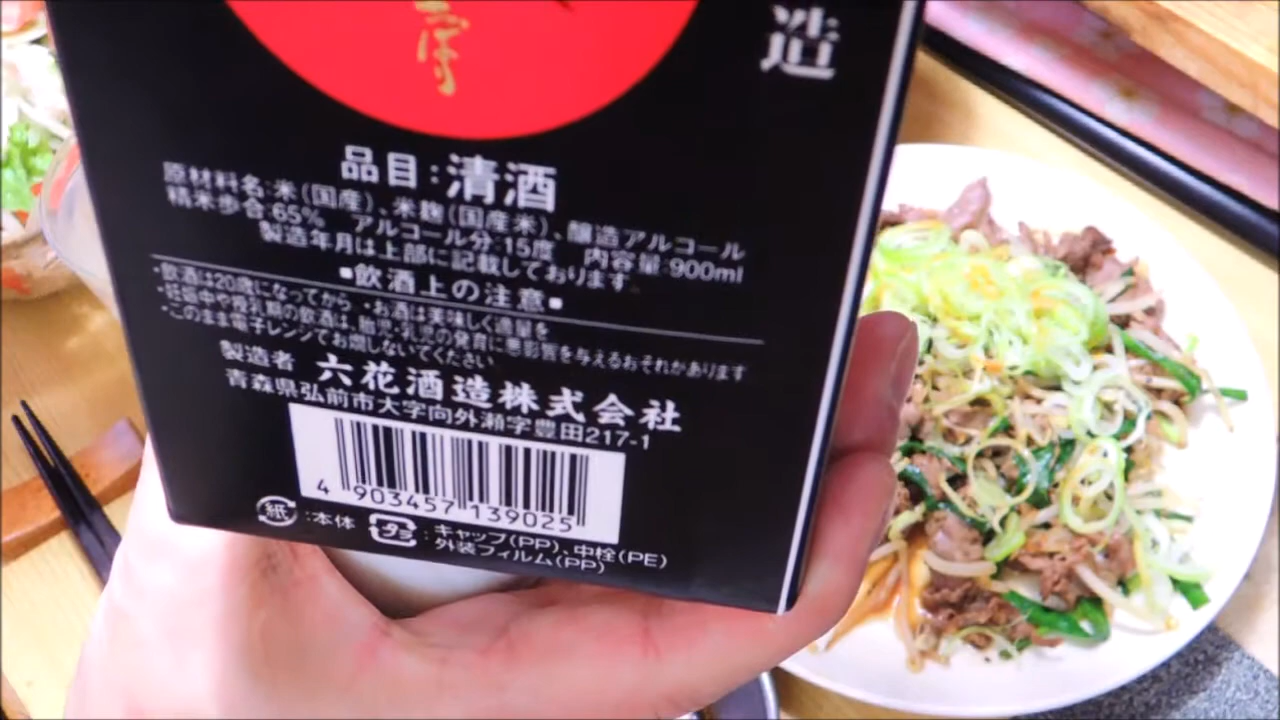 造
品目:清酒
原材料名:米(国産)、米麹(国産米)、醸造アルコール
精米歩合:65% アルコール分:15度 内容量:900ml
製造年月は上部に記載しております。
■飲酒上の注意■
・飲酒は20歳になってから ・お酒は美味しく適量を
・妊娠中や授乳期の飲酒は、胎児・乳児の発育に悪影響を与えるおそれがあります
・このまま電子レンジでお燗しないでください
製造者 六花酒造株式会社
青森県弘前市大字向外瀬字豊田217-1
4 903457 139025
紙:本体 プラ:キャップ(PP)、中栓(PE)
外装フィルム(PP)